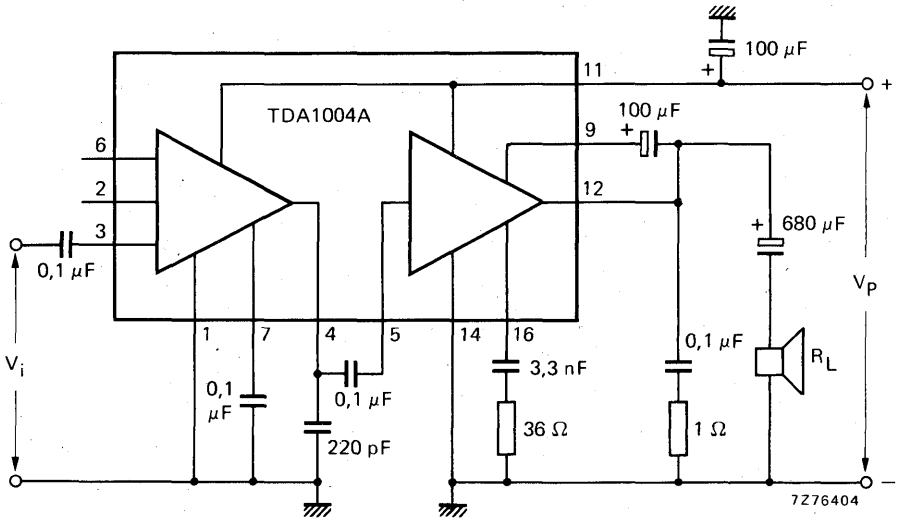 100 µF
+
11
+
TDA1004A
100 µF
+
9
6
2
12
3
0,1 µF
+
680 µF
V_P
V_i
1
7
4
5
14
16
0,1 µF
R_L
3,3 nF
0,1
µF
0,1 µF
36 Ω
1 Ω
220 pF
−
7Z76404